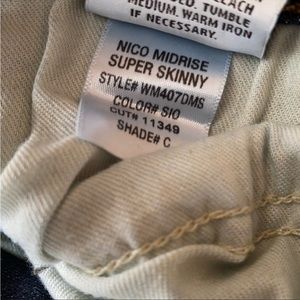 MEDIUM, WARM IRON
IF NECESSARY.
NICO MIDRISE
SUPER SKINNY
STYLE# WM407DMS
COLOR# SIO
CUT# 11349
SHADE# C